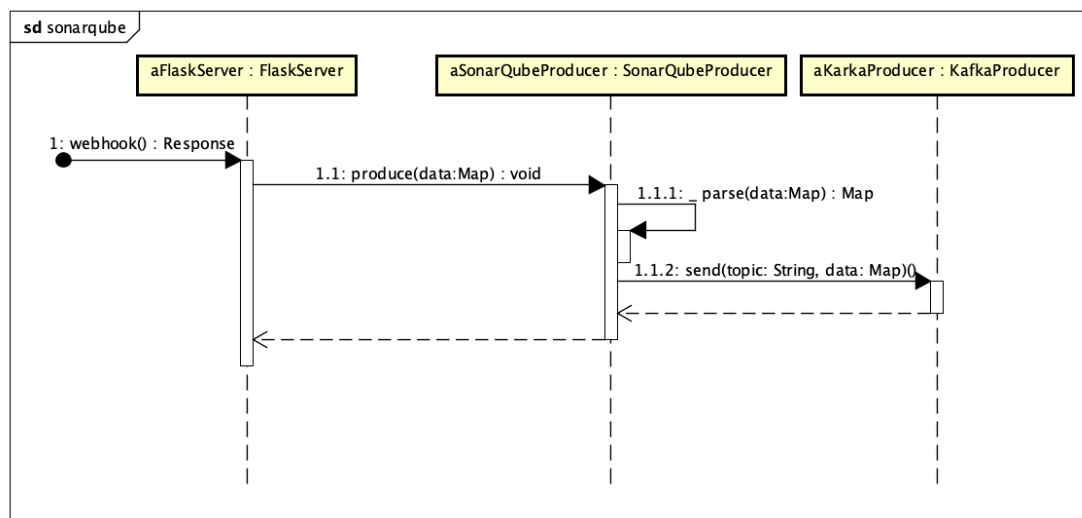 sd sonarqube
aFlaskServer : FlaskServer
aSonarQubeProducer : SonarQubeProducer
aKarkaProducer : KafkaProducer
1: webhook() : Response
1.1: produce(data:Map) : void
1.1.1: _ parse(data:Map) : Map
1.1.2: send(topic: String, data: Map)()